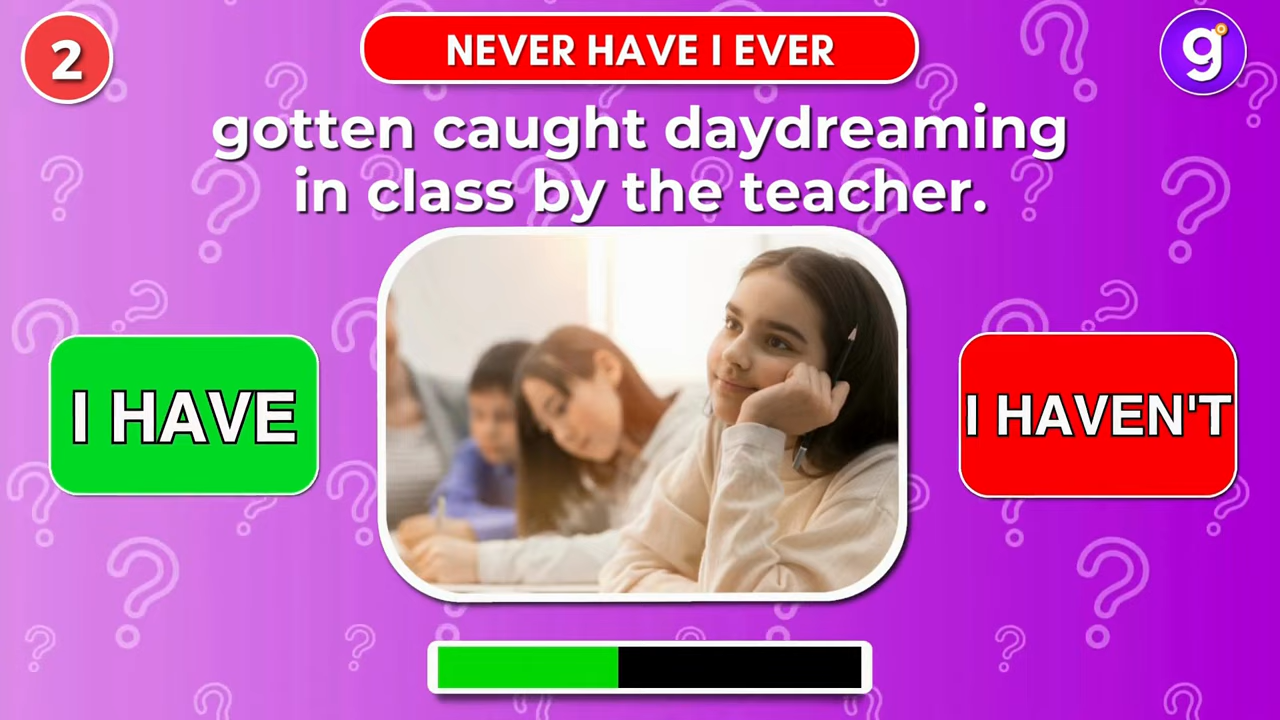 2
NEVER HAVE I EVER
g
gotten caught daydreaming
in class by the teacher.
I HAVE
I HAVEN'T